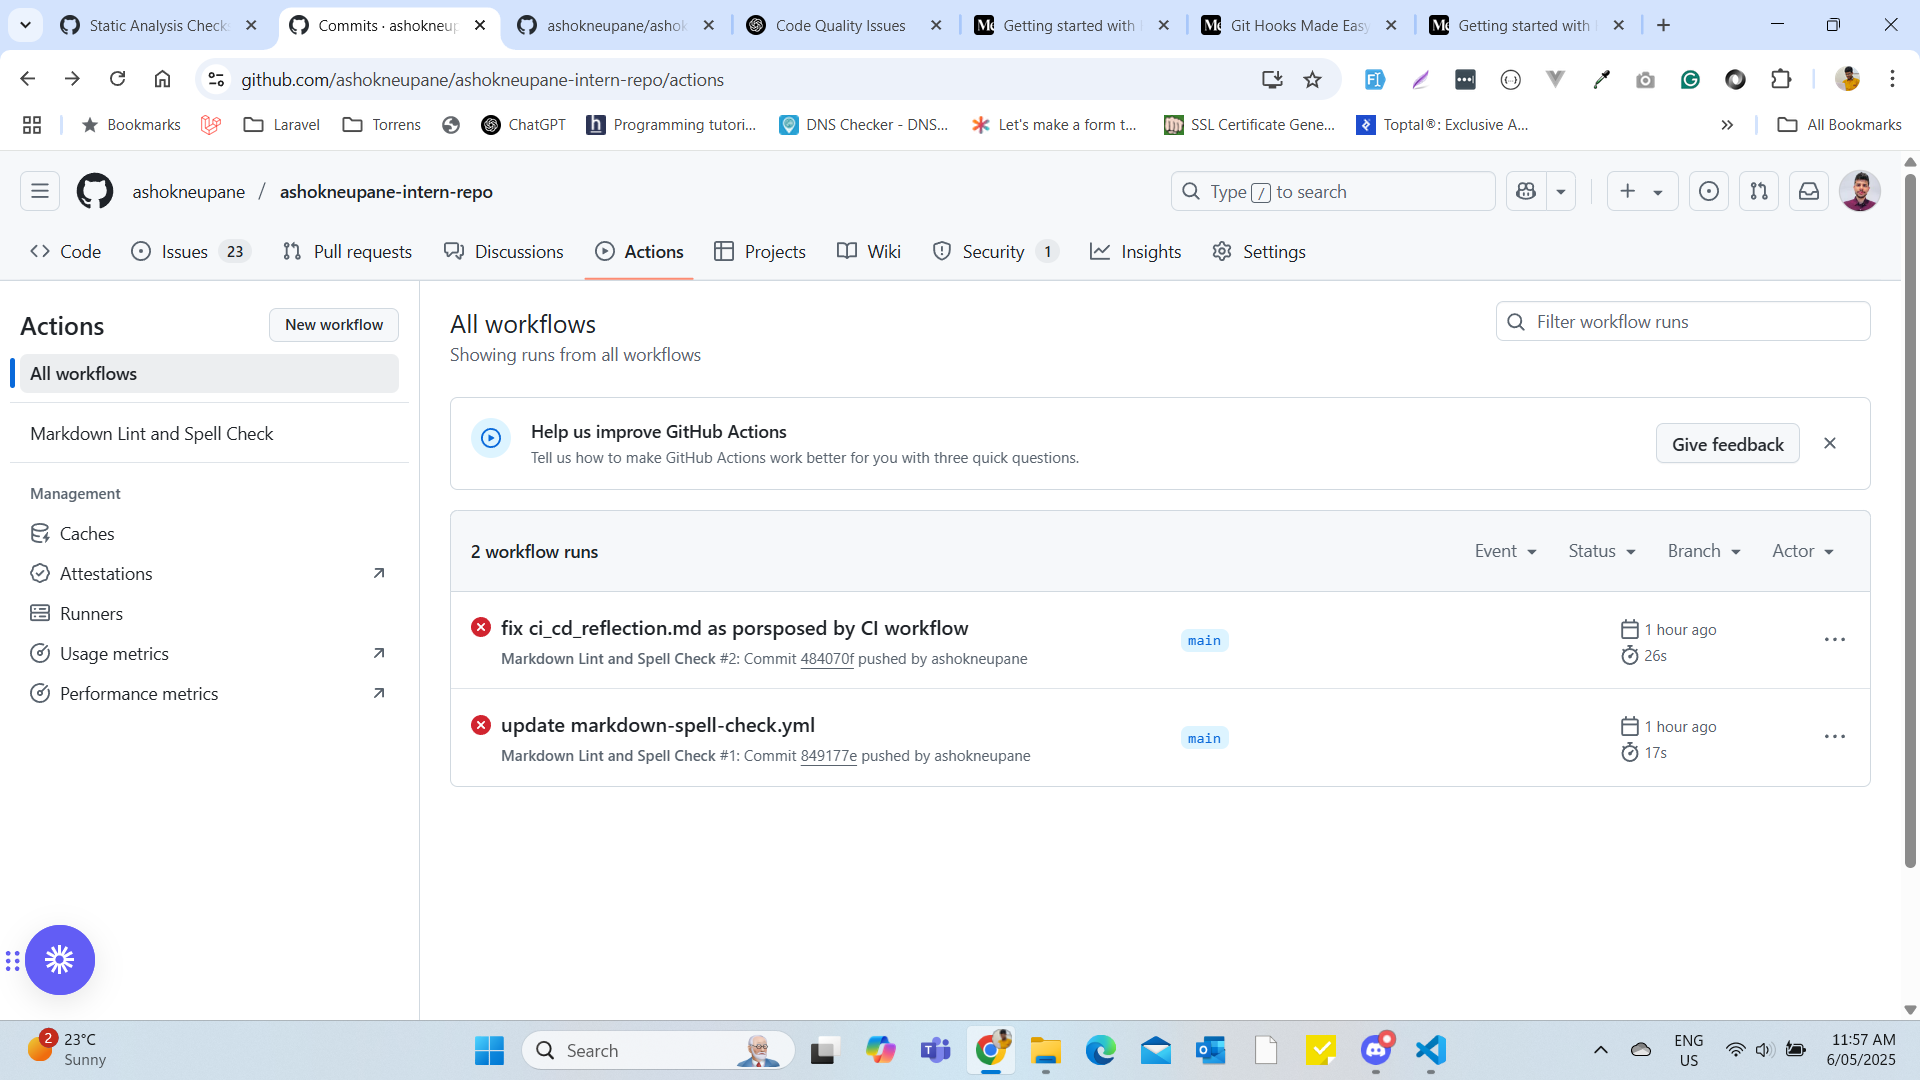 Static Analysis Check
Commits · ashokneup
ashokneupane/ashok
Code Quality Issues
Getting started with
Git Hooks Made Easy
Getting started with
github.com/ashokneupane/ashokneupane-intern-repo/actions
Bookmarks
Laravel
Torrens
ChatGPT
Programming tutori...
DNS Checker - DNS...
Let's make a form t...
SSL Certificate Gene...
Toptal®: Exclusive A...
All Bookmarks
ashokneupane / ashokneupane-intern-repo
Type / to search
Code
Issues 23
Pull requests
Discussions
Actions
Projects
Wiki
Security 1
Insights
Settings
Actions
New workflow
All workflows
Markdown Lint and Spell Check
Management
Caches
Attestations
Runners
Usage metrics
Performance metrics
All workflows
Showing runs from all workflows
Filter workflow runs
Help us improve GitHub Actions
Tell us how to make GitHub Actions work better for you with three quick questions.
Give feedback
2 workflow runs
Event
Status
Branch
Actor
fix ci_cd_reflection.md as porsposed by CI workflow
Markdown Lint and Spell Check #2: Commit 484070f pushed by ashokneupane
main
1 hour ago
26s
update markdown-spell-check.yml
Markdown Lint and Spell Check #1: Commit 849177e pushed by ashokneupane
main
1 hour ago
17s
2
23°C
Sunny
Search
ENG
US
11:57 AM
6/05/2025